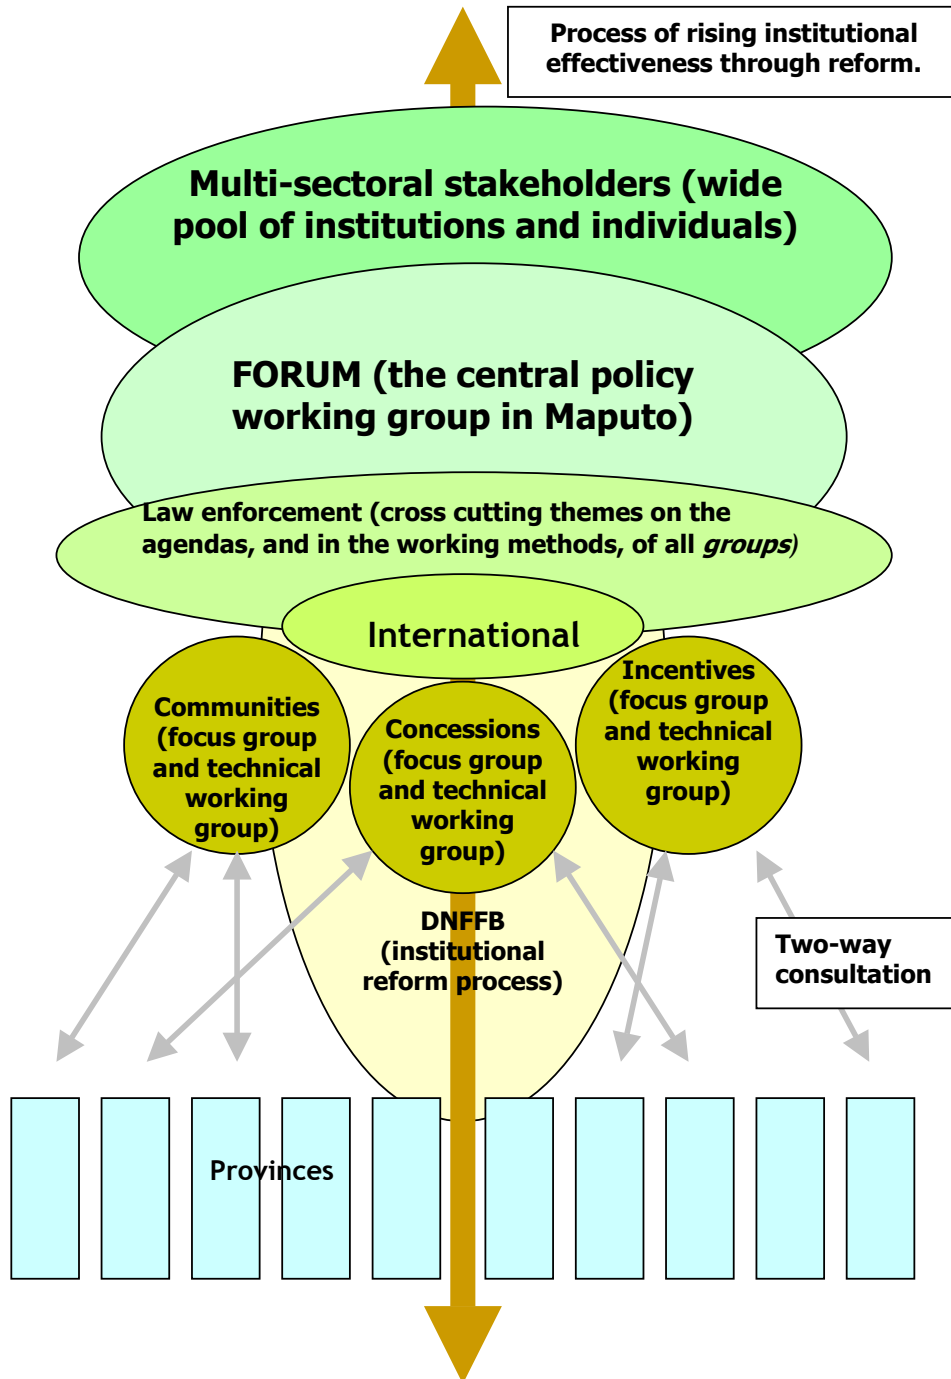 Process of rising institutional
effectiveness through reform.
Multi-sectoral stakeholders (wide
pool of institutions and individuals)
FORUM (the central policy
working group in Maputo)
Law enforcement (cross cutting themes on the
agendas, and in the working methods, of all groups)
International
Communities
(focus group
and technical
working
group)
Concessions
(focus group
and technical
working
group)
Incentives
(focus group
and technical
working
group)
DNFFB
(institutional
reform process)
Two-way
consultation
Provinces